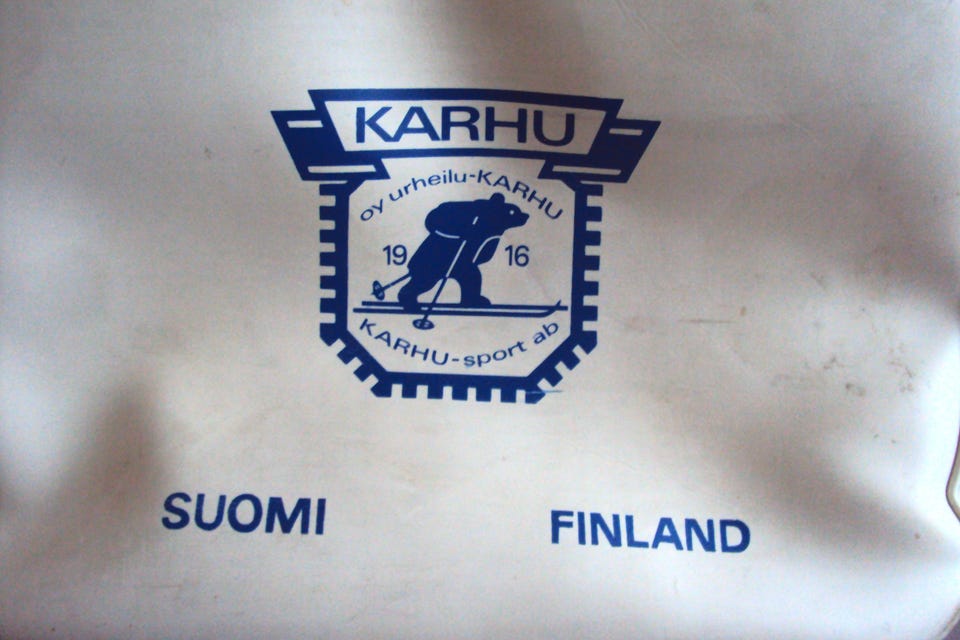 KARHU
oy urheilu-KARHU
19 16
KARHU-sport ab
SUOMI FINLAND